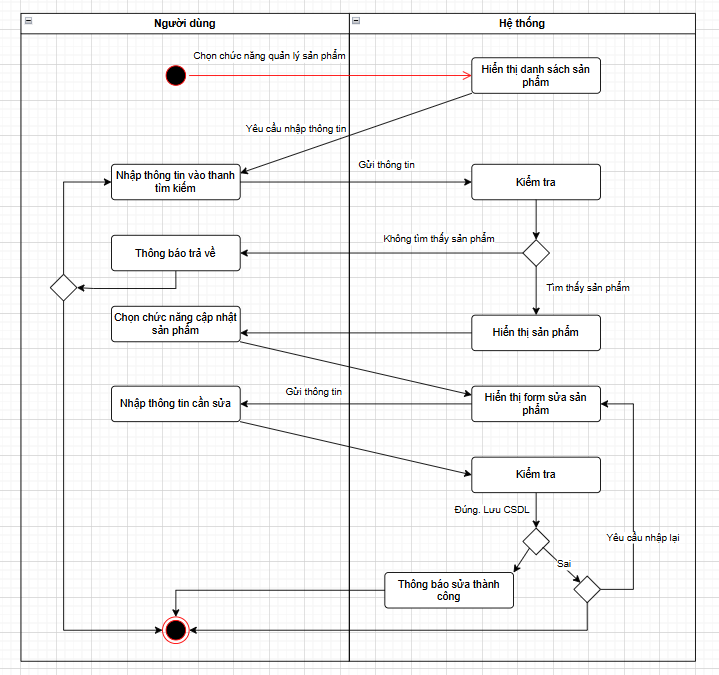 Người dùng
Hệ thống
Chọn chức năng quản lý sản phẩm
Hiển thị danh sách sản
phẩm
Yêu cầu nhập thông tin
Nhập thông tin vào thanh
tìm kiếm
Gửi thông tin
Kiểm tra
Thông báo trả về
Không tìm thấy sản phẩm
Tìm thấy sản phẩm
Chọn chức năng cập nhật
sản phẩm
Hiển thị sản phẩm
Nhập thông tin cần sửa
Gửi thông tin
Hiển thị form sửa sản
phẩm
Kiểm tra
Đúng. Lưu CSDL
Yêu cầu nhập lại
Sai
Thông báo sửa thành
công